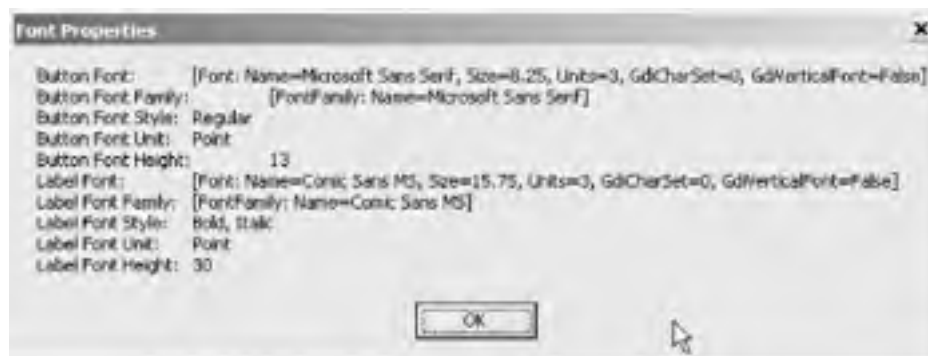 Font Properties
Button Font: [Font: Name=Microsoft Sans Serif, Size=8.25, Units=3, GdiCharSet=0, GdiVerticalFont=False]
Button Font Family: [FontFamily: Name=Microsoft Sans Serif]
Button Font Style: Regular
Button Font Unit: Point
Button Font Height: 13
Label Font: [Font: Name=Comic Sans MS, Size=15.75, Units=3, GdiCharSet=0, GdiVerticalFont=False]
Label Font Family: [FontFamily: Name=Comic Sans MS]
Label Font Style: Bold, Italic
Label Font Unit: Point
Label Font Height: 30
OK